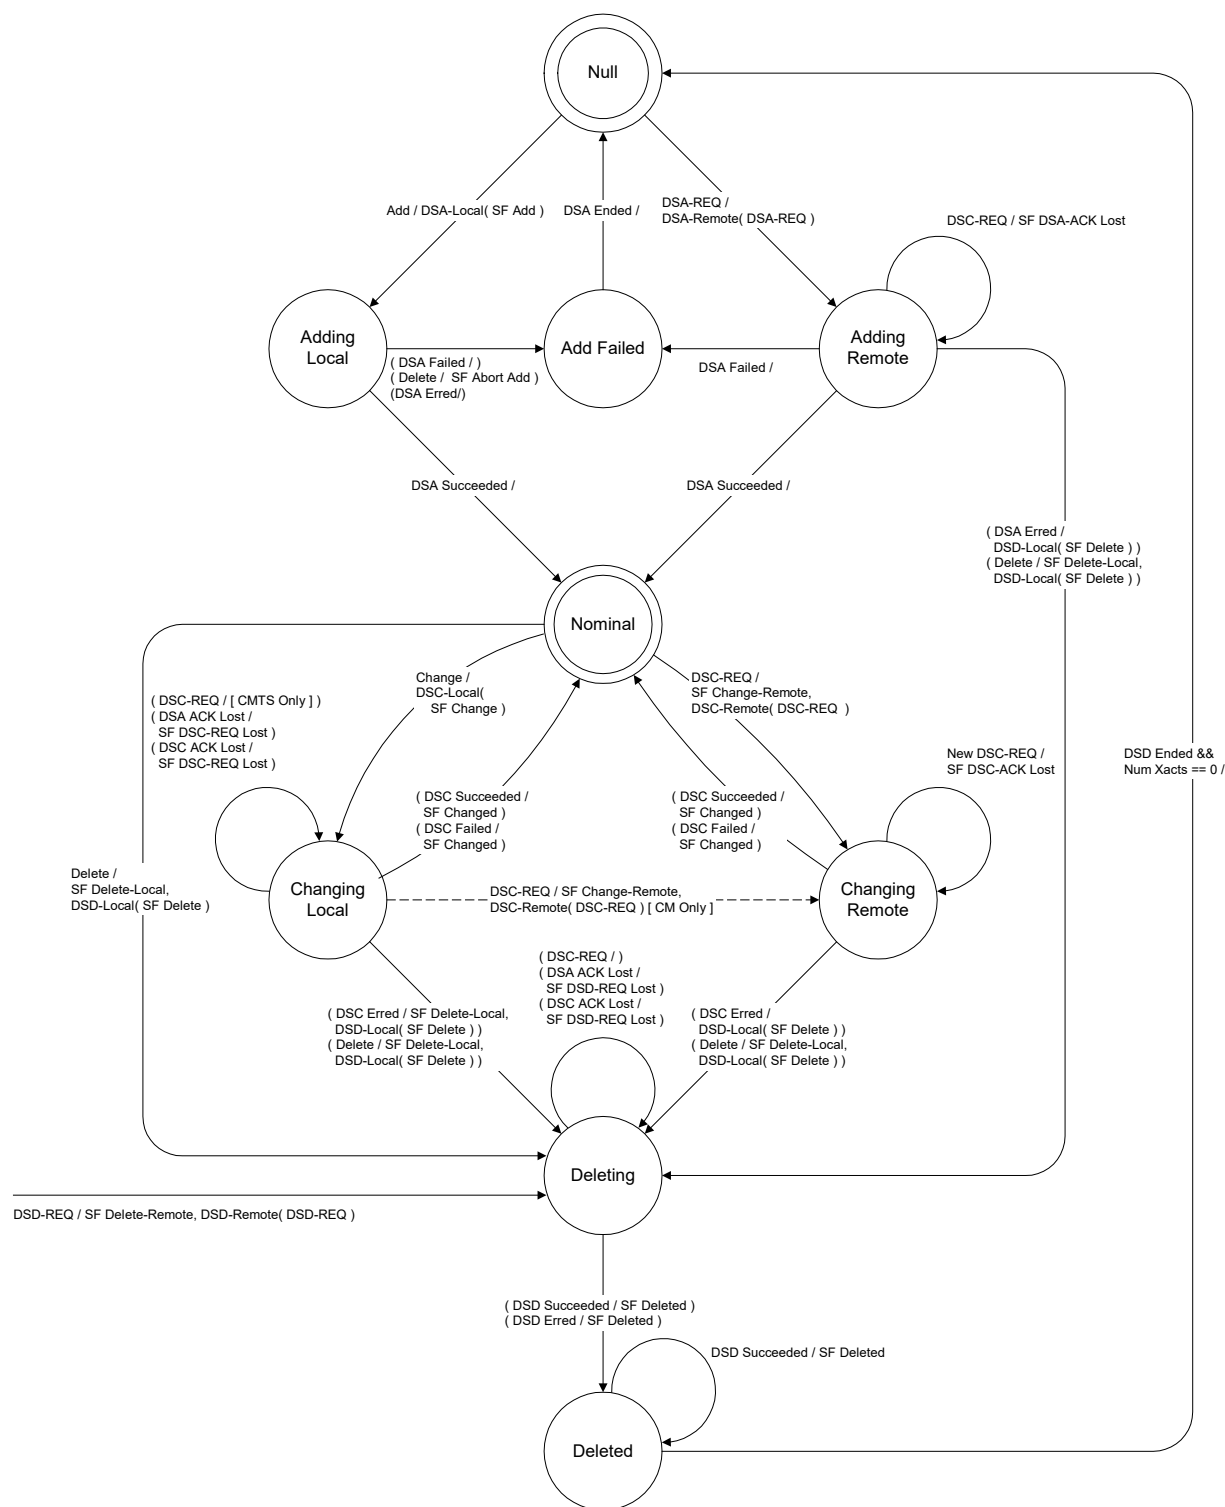 Null
Add / DSA-Local( SF Add )
DSA Ended /
DSA-REQ /
DSA-Remote( DSA-REQ )
DSC-REQ / SF DSA-ACK Lost
Adding
Local
Add Failed
Adding
Remote
( DSA Failed / )
( Delete /  SF Abort Add )
(DSA Erred/)
DSA Failed /
DSA Succeeded /
DSA Succeeded /
( DSA Erred /
DSD-Local( SF Delete ) )
( Delete / SF Delete-Local,
DSD-Local( SF Delete ) )
Nominal
( DSC-REQ / [ CMTS Only ] )
( DSA ACK Lost /
SF DSC-REQ Lost )
( DSC ACK Lost /
SF DSC-REQ Lost )
Change /
DSC-Local(
SF Change )
DSC-REQ /
SF Change-Remote,
DSC-Remote( DSC-REQ  )
New DSC-REQ /
SF DSC-ACK Lost
DSD Ended &&
Num Xacts == 0 /
( DSC Succeeded /
SF Changed )
( DSC Failed /
SF Changed )
( DSC Succeeded /
SF Changed )
( DSC Failed /
SF Changed )
Delete /
SF Delete-Local,
DSD-Local( SF Delete )
Changing
Local
DSC-REQ / SF Change-Remote,
DSC-Remote( DSC-REQ ) [ CM Only ]
Changing
Remote
( DSC-REQ / )
( DSA ACK Lost /
SF DSD-REQ Lost )
( DSC ACK Lost /
SF DSD-REQ Lost )
( DSC Erred / SF Delete-Local,
DSD-Local( SF Delete ) )
( Delete / SF Delete-Local,
DSD-Local( SF Delete ) )
( DSC Erred /
DSD-Local( SF Delete ) )
( Delete / SF Delete-Local,
DSD-Local( SF Delete ) )
Deleting
DSD-REQ / SF Delete-Remote, DSD-Remote( DSD-REQ )
( DSD Succeeded / SF Deleted )
( DSD Erred / SF Deleted )
DSD Succeeded / SF Deleted
Deleted